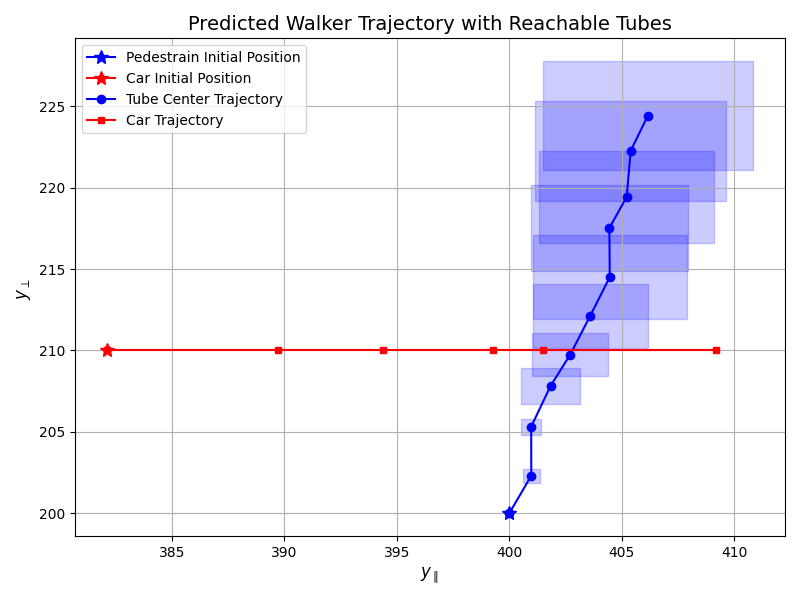 Predicted Walker Trajectory with Reachable Tubes
Pedestrain Initial Position
Car Initial Position
Tube Center Trajectory
Car Trajectory
225
220
215
210
205
200
y⊥
385
390
395
400
405
410
y∥